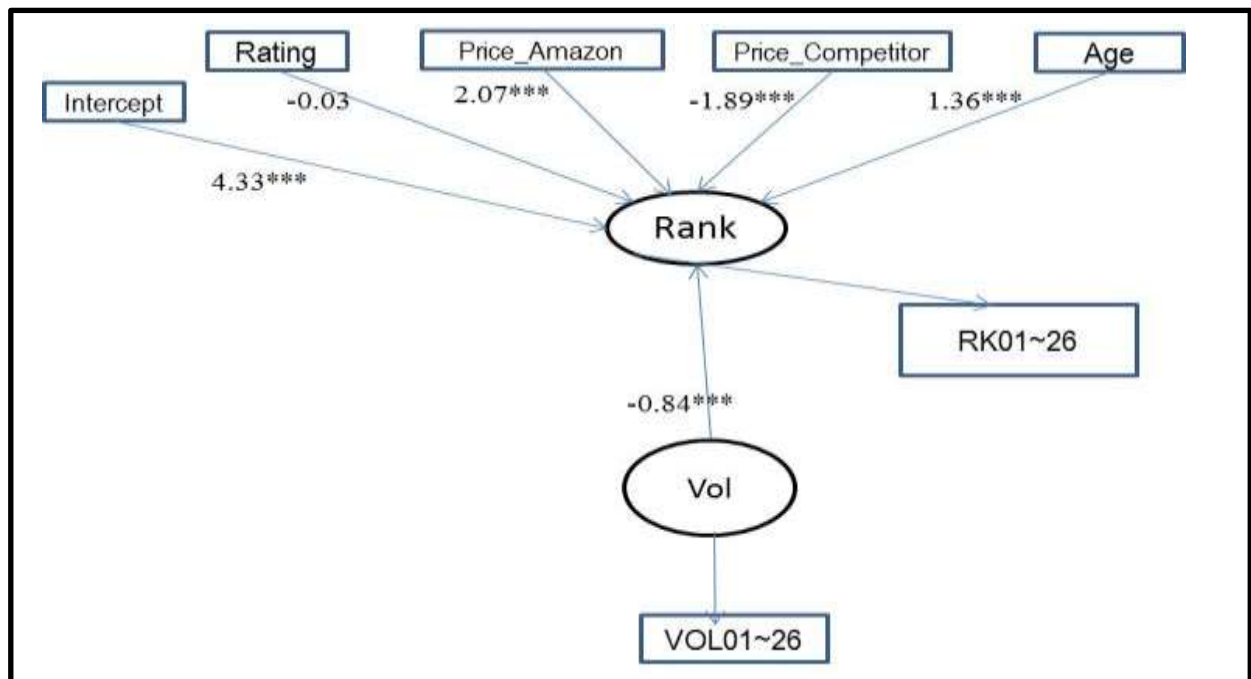 Rating
Price_Amazon
Price_Competitor
Age
Intercept
-0.03
2.07***
-1.89***
1.36***
4.33***
Rank
RK01~26
-0.84***
Vol
VOL01~26